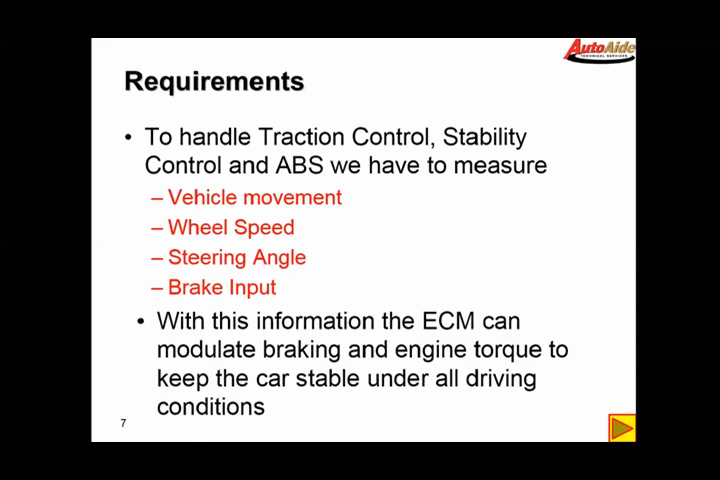 AutoAide
TECHNICAL SERVICES
Requirements
• To handle Traction Control, Stability
Control and ABS we have to measure
– Vehicle movement
– Wheel Speed
– Steering Angle
– Brake Input
• With this information the ECM can
modulate braking and engine torque to
keep the car stable under all driving
conditions
7